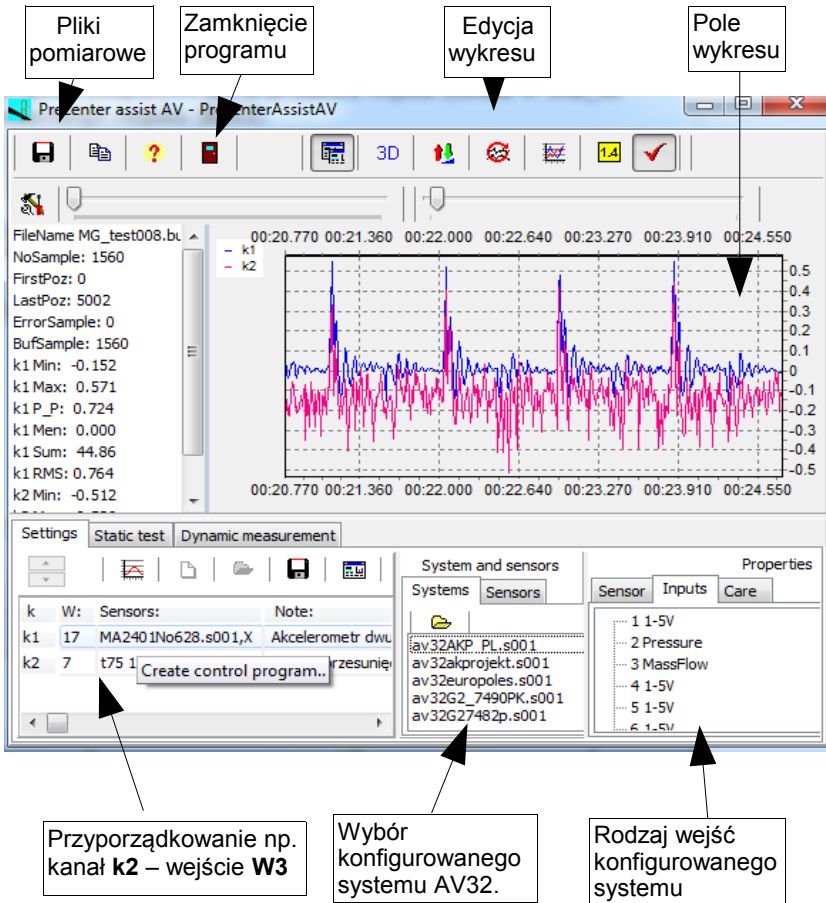 Pliki
pomiarowe
Zamknięcie
programu
Edycja
wykresu
Pole
wykresu
Prezenter assist AV - PrezenterAssistAV
3D
1.4
FileName MG_test008.bu
NoSample: 1560
FirstPoz: 0
LastPoz: 5002
ErrorSample: 0
BufSample: 1560
k1 Min: -0.152
k1 Max: 0.571
k1 P_P: 0.724
k1 Men: 0.000
k1 Sum: 44.86
k1 RMS: 0.764
k2 Min: -0.512
k1
k2
00:20.770 00:21.360 00:22.000 00:22.640 00:23.270 00:23.910 00:24.550
0.5
0.4
0.3
0.2
0.1
0
-0.1
-0.2
-0.3
-0.4
-0.5
00:20.770 00:21.360 00:22.000 00:22.640 00:23.270 00:23.910 00:24.550
Settings Static test Dynamic measurement
k W: Sensors: Note:
k1 17 MA2401No628.s001,X Akcelerometr dwu
k2 7 t75 1 przesunię
Create control program..
System and sensors
Systems Sensors
av32AKP_PL.s001
av32akprojekt.s001
av32europoles.s001
av32G2_7490PK.s001
av32G27482p.s001
Properties
Sensor Inputs Care
1 1-5V
2 Pressure
3 MassFlow
4 1-5V
5 1-5V
6 1-5V
Przyporządkowanie np.
kanał k2 – wejście W3
Wybór
konfigurowanego
systemu AV32.
Rodzaj wejść
konfigurowanego
systemu